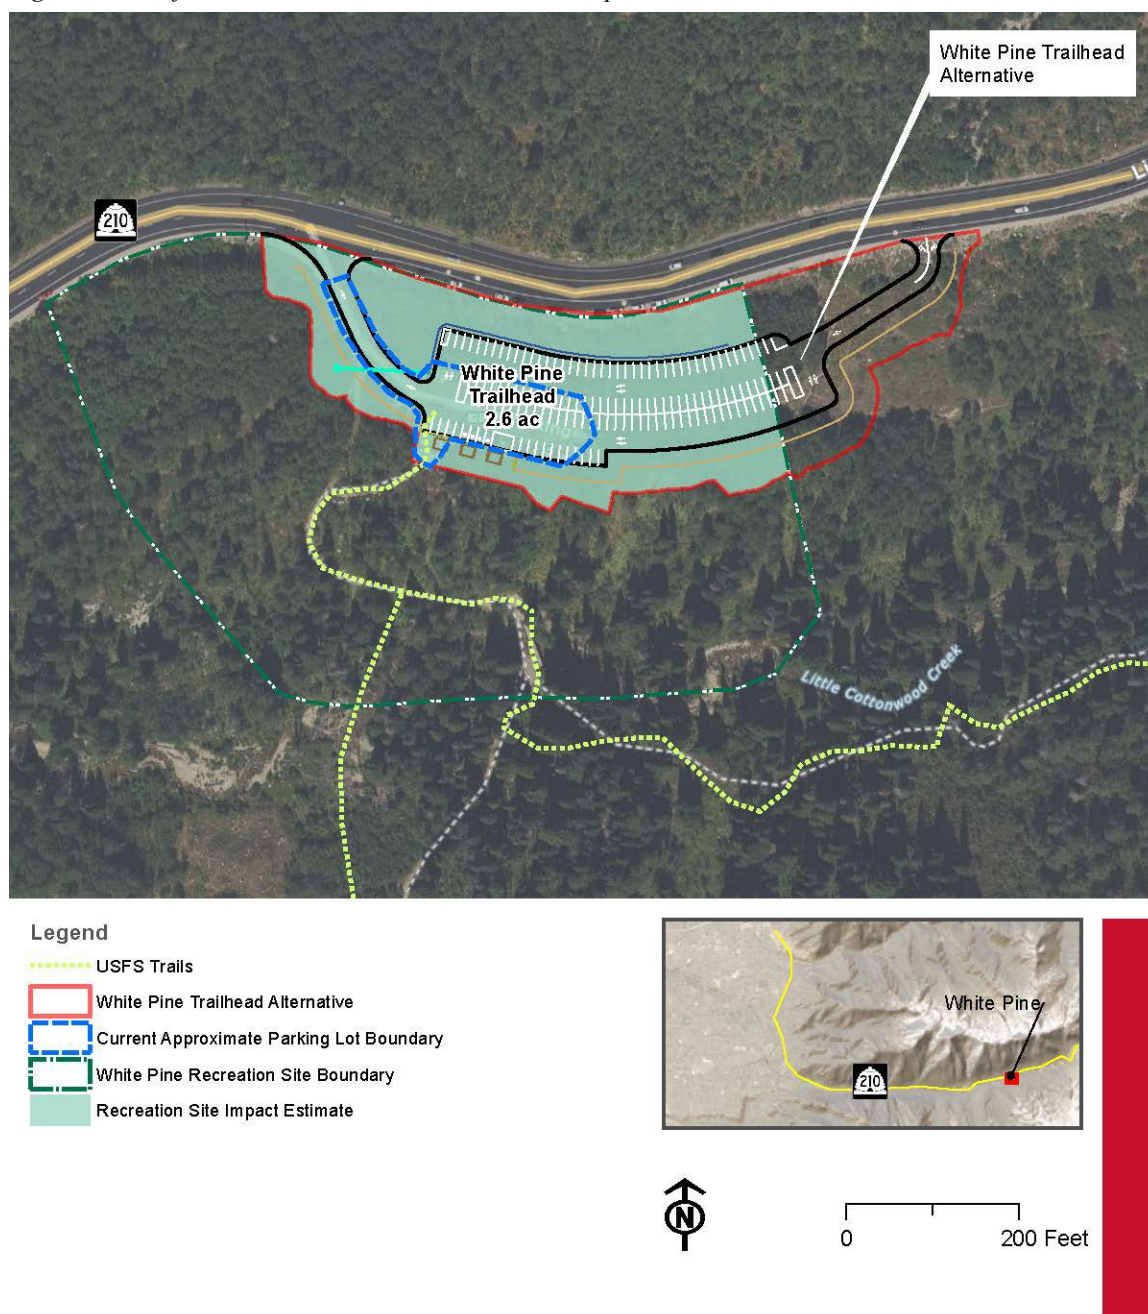 White Pine Trailhead
Alternative
210
White Pine
Trailhead
2.6 ac
Little Cottonwood Creek
Legend
USFS Trails
White Pine Trailhead Alternative
Current Approximate Parking Lot Boundary
White Pine Recreation Site Boundary
Recreation Site Impact Estimate
White Pine
210
N
0 200 Feet